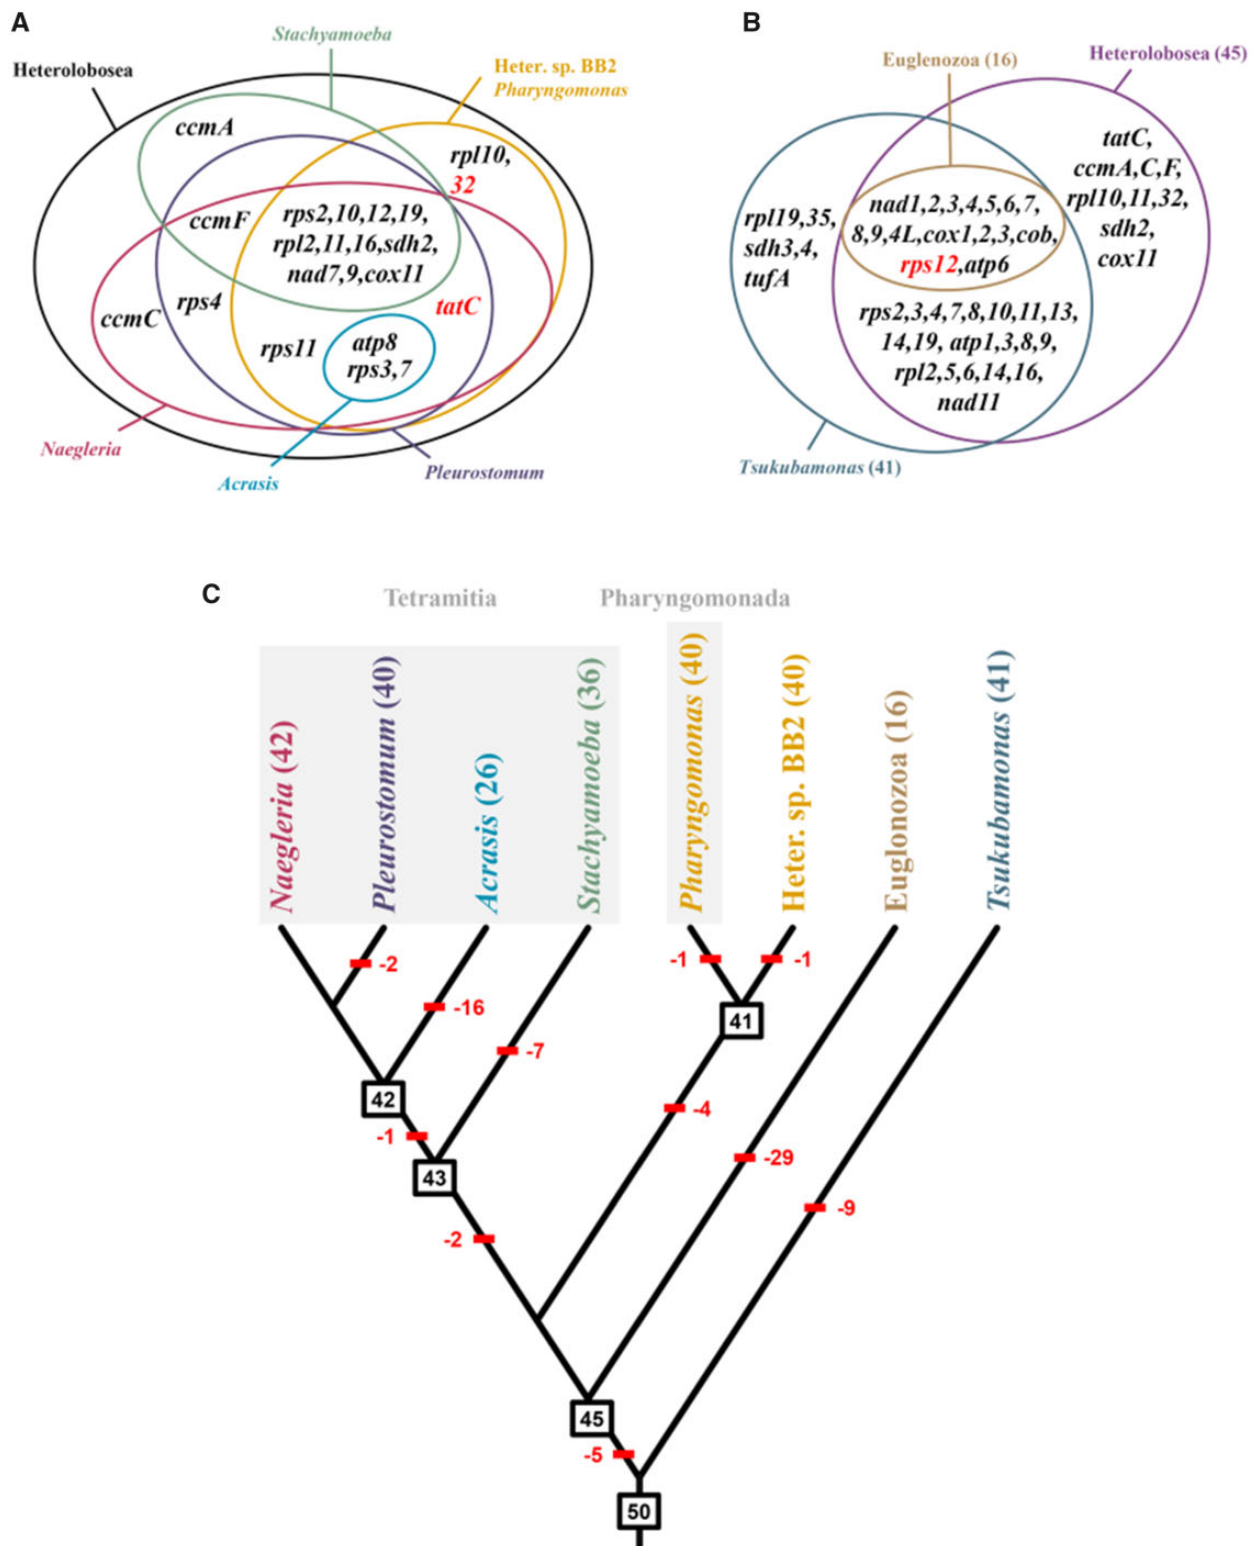 A
B
Stachyamoeba
Heterolobosea
Heter. sp. BB2
Pharyngomonas
ccmA
rpl10,
32
ccmF
rps2,10,12,19,
rpl2,11,16,sdh2,
nad7,9,cox11
ccmC
rps4
tatC
rps11
atp8
rps3,7
Naegleria
Acrasis
Pleurostomum
Euglenozoa (16)
Heterolobosea (45)
tatC,
ccmA,C,F,
rpl10,11,32,
sdh2,
cox11
rpl19,35,
sdh3,4,
tufA
nad1,2,3,4,5,6,7,
8,9,4L,cox1,2,3,cob,
rps12,atp6
rps2,3,4,7,8,10,11,13,
14,19, atp1,3,8,9,
rpl2,5,6,14,16,
nad11
Tsukubamonas (41)
C
Tetramitia
Pharyngomonada
Naegleria (42)
Pleurostomum (40)
Acrasis (26)
Stachyamoeba (36)
Pharyngomonas (40)
Heter. sp. BB2 (40)
Euglonozoa (16)
Tsukubamonas (41)
-2
-1
-1
-16
41
-7
42
-4
-1
-29
43
-9
-2
45
-5
50